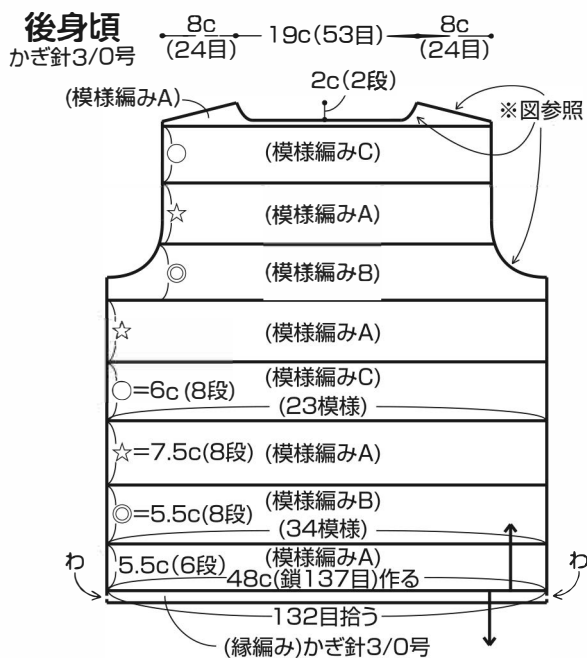 後身頃
かぎ針3/0号
8c
(24目)
19c(53目)
8c
(24目)
2c(2段)
(模様編みA)
※図参照
○
(模様編みC)
☆
(模様編みA)
◎
(模様編みB)
☆
(模様編みA)
○=6c(8段)
(模様編みC)
(23模様)
☆=7.5c(8段)
(模様編みA)
◎=5.5c(8段)
(模様編みB)
(34模様)
5.5c(6段)
(模様編みA)
48c(鎖137目)作る
わ
わ
132目拾う
(縁編み)かぎ針3/0号